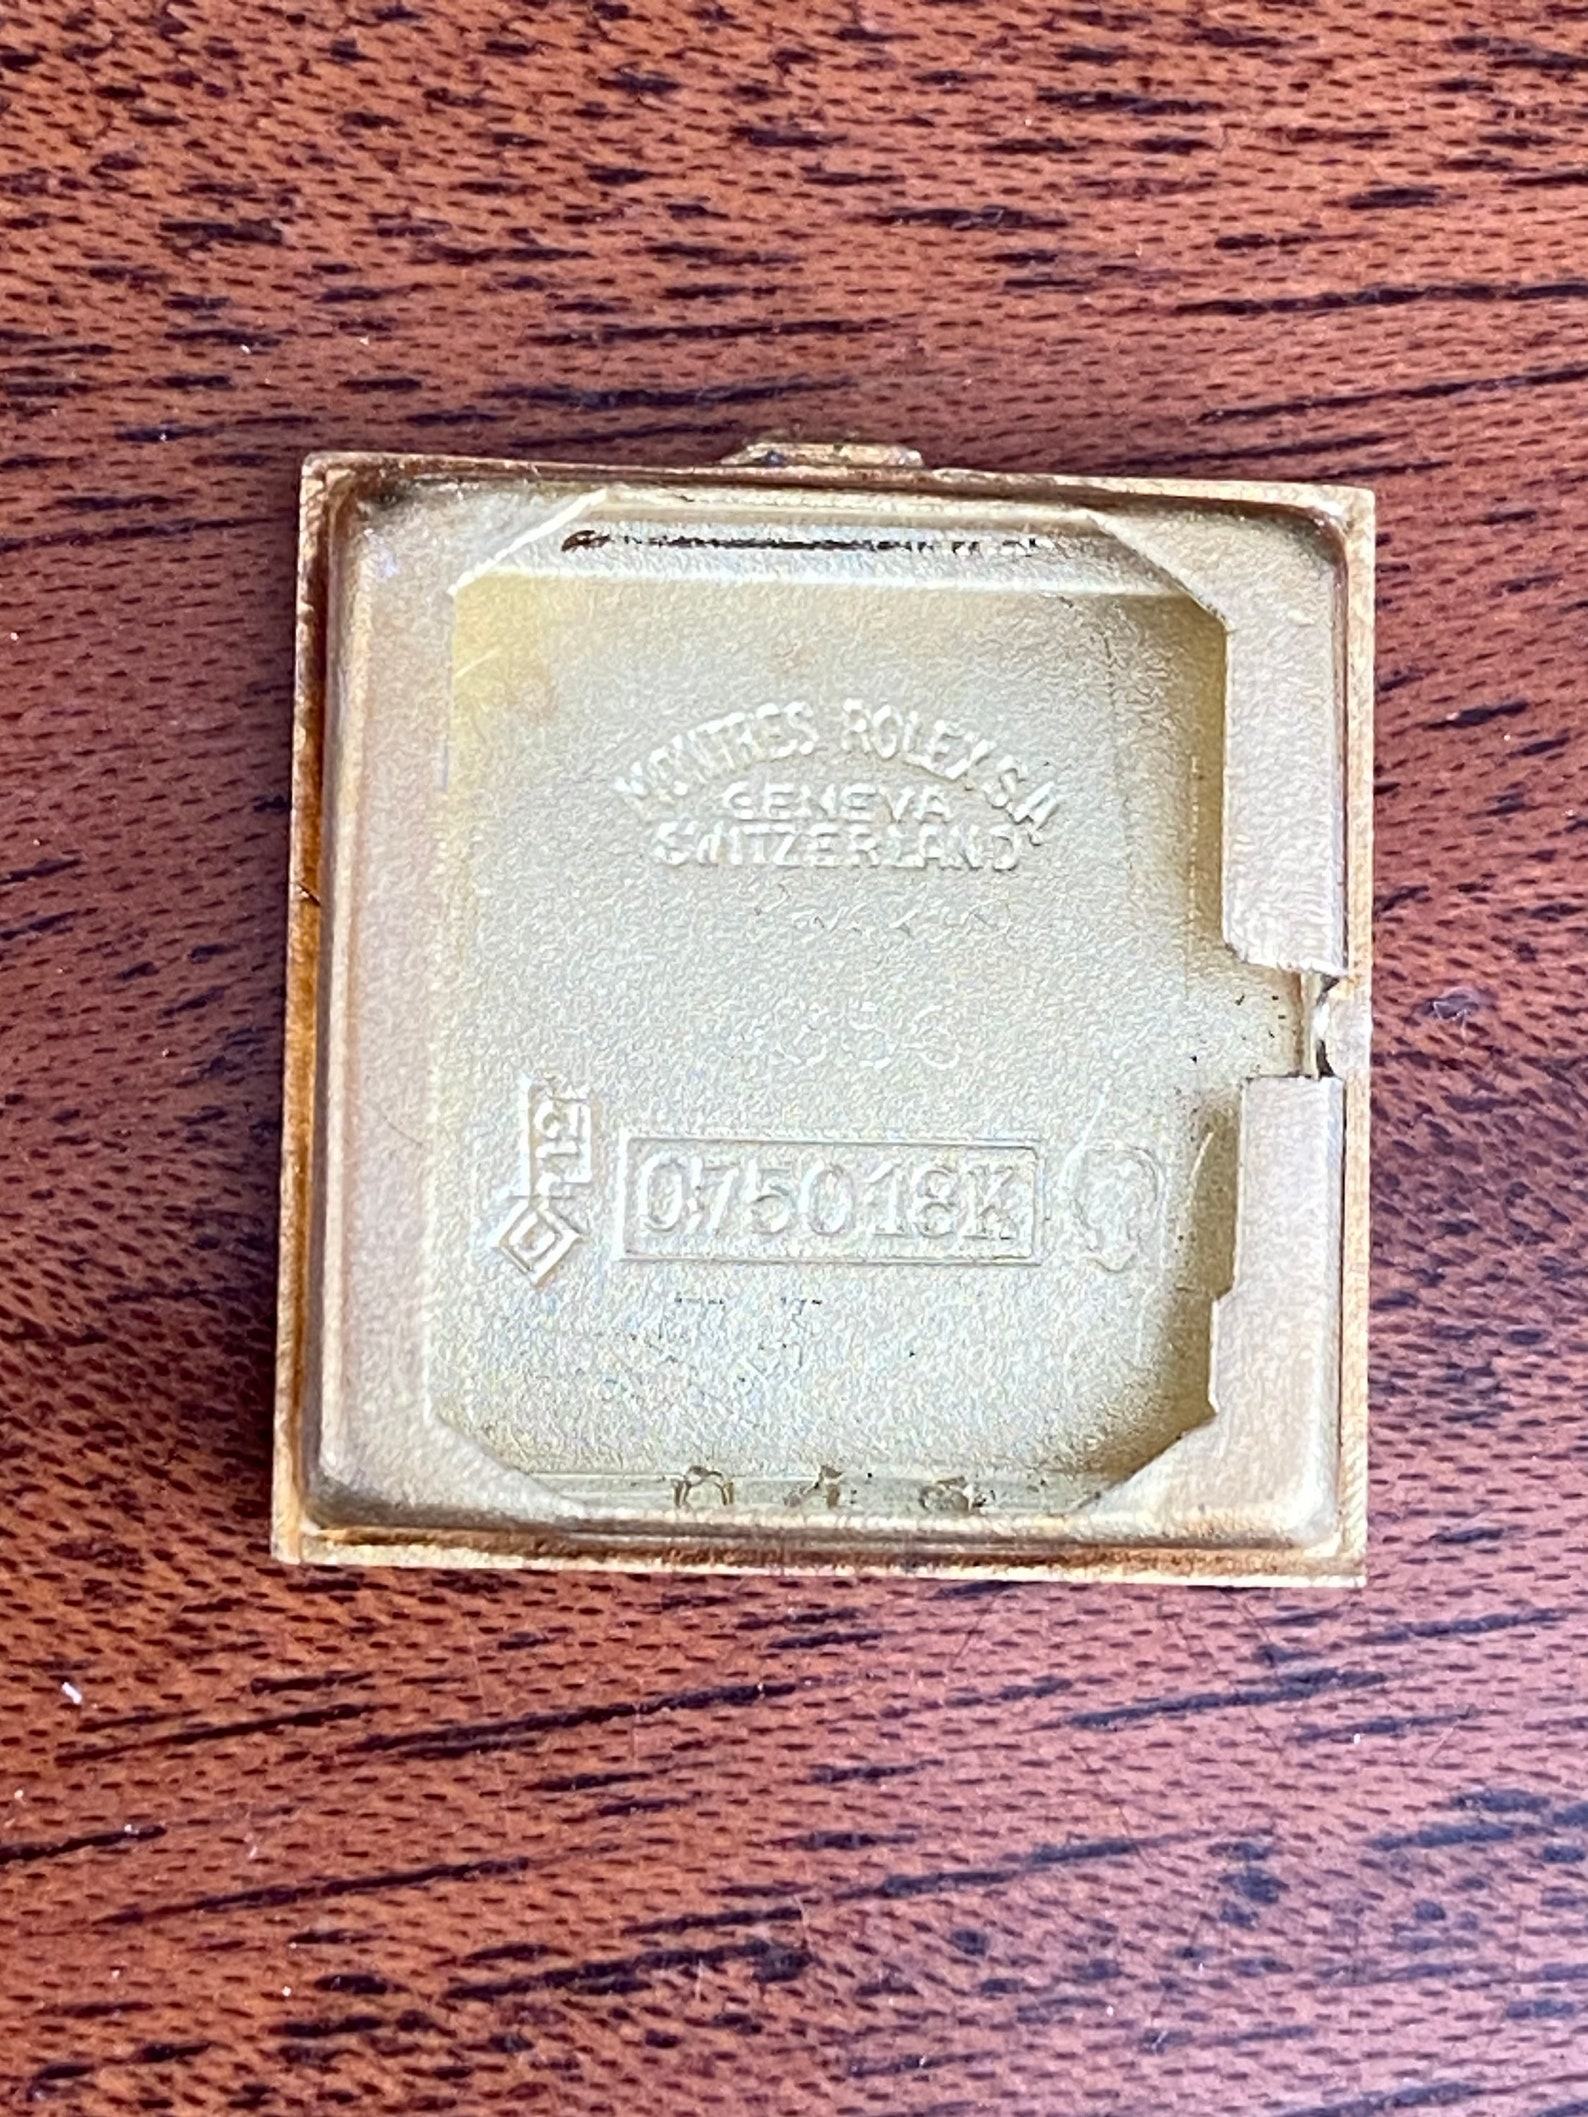 MONTRES ROLEX S.A.
GENEVA
SWITZERLAND
0,750 18K